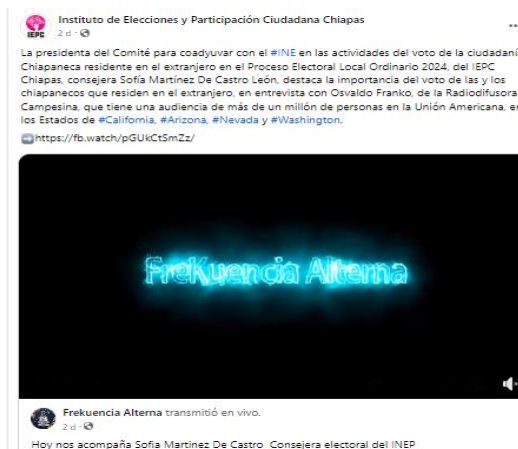 Instituto de Elecciones y Participación Ciudadana Chiapas
IEPC
2 d ·
La presidenta del Comité para coadyuvar con el #INE en las actividades del voto de la ciudadaní
Chiapaneca residente en el extranjero en el Proceso Electoral Local Ordinario 2024, del IEPC
Chiapas, consejera Sofía Martínez De Castro León, destaca la importancia del voto de las y los
chiapanecos que residen en el extranjero, en entrevista con Osvaldo Franko, de la Radiodifusora
Campesina, que tiene una audiencia de más de un millón de personas en la Unión Americana, en
los Estados de #California, #Arizona, #Nevada y #Washington.
https://fb.watch/pGUkCtSmZz/
FreKuencia Alterna
Frekuencia Alterna transmitió en vivo.
2 d ·
Hoy nos acompaña Sofia Martinez De Castro Consejera electoral del INEP